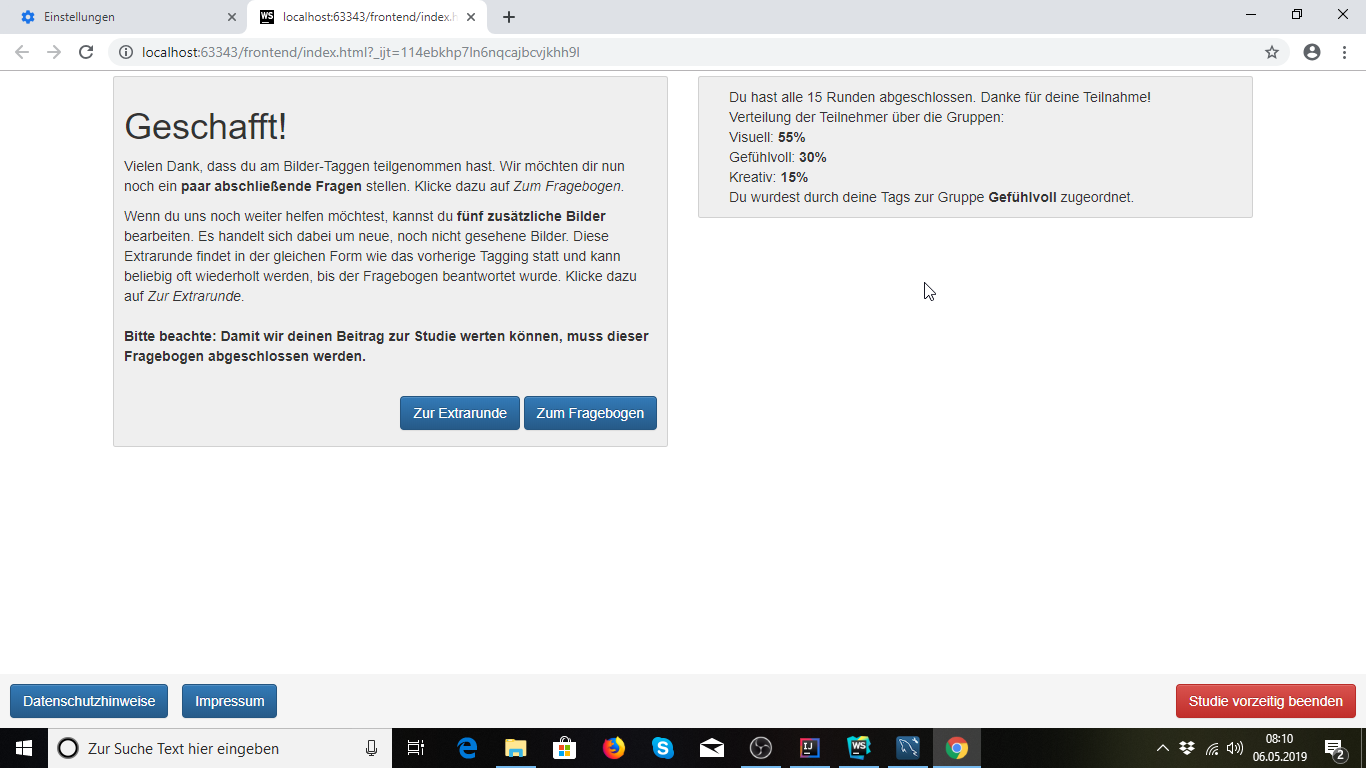 Einstellungen
localhost:63343/frontend/index.h
localhost:63343/frontend/index.html?_ijt=114ebkhp7ln6nqcajbcvjkhh9l
Geschafft!
Vielen Dank, dass du am Bilder-Taggen teilgenommen hast. Wir möchten dir nun
noch ein paar abschließende Fragen stellen. Klicke dazu auf Zum Fragebogen.
Wenn du uns noch weiter helfen möchtest, kannst du fünf zusätzliche Bilder
bearbeiten. Es handelt sich dabei um neue, noch nicht gesehene Bilder. Diese
Extrarunde findet in der gleichen Form wie das vorherige Tagging statt und kann
beliebig oft wiederholt werden, bis der Fragebogen beantwortet wurde. Klicke dazu
auf Zur Extrarunde.
Bitte beachte: Damit wir deinen Beitrag zur Studie werten können, muss dieser
Fragebogen abgeschlossen werden.
Zur Extrarunde
Zum Fragebogen
Du hast alle 15 Runden abgeschlossen. Danke für deine Teilnahme!
Verteilung der Teilnehmer über die Gruppen:
Visuell: 55%
Gefühlvoll: 30%
Kreativ: 15%
Du wurdest durch deine Tags zur Gruppe Gefühlvoll zugeordnet.
Datenschutzhinweise
Impressum
Studie vorzeitig beenden
Zur Suche Text hier eingeben
08:10
06.05.2019
2